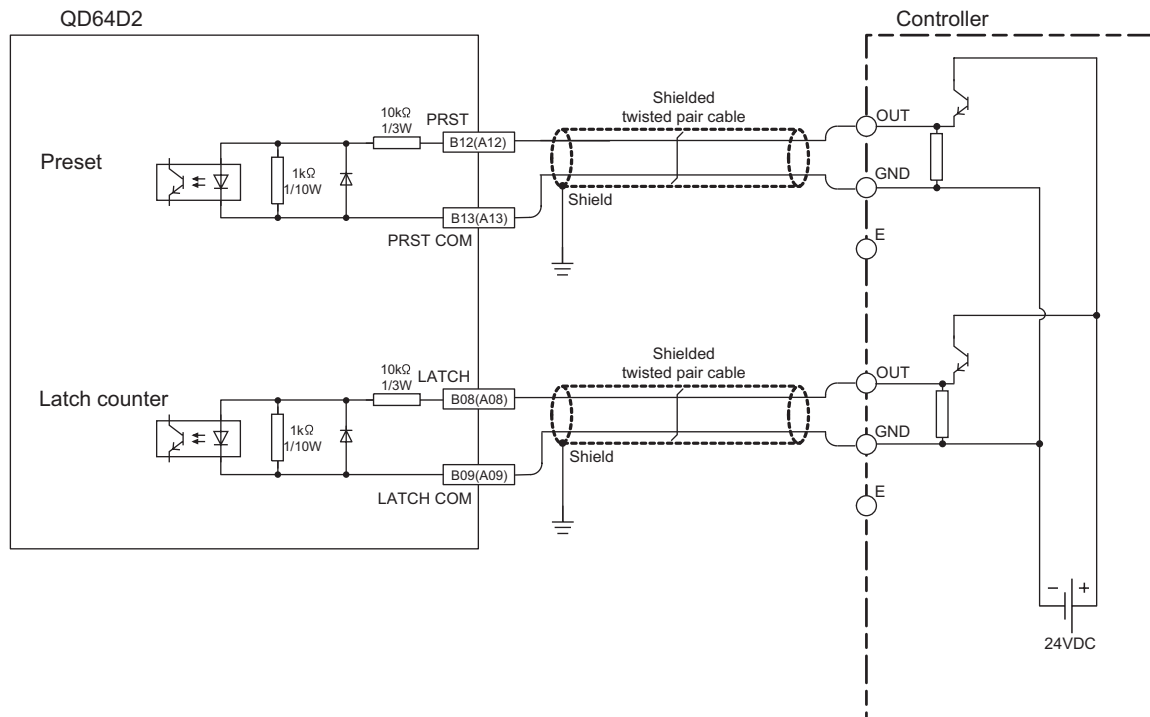 QD64D2
Controller
Preset
10kΩ
1/3W
PRST
B12(A12)
1kΩ
1/10W
B13(A13)
PRST COM
Shielded
twisted pair cable
Shield
OUT
GND
E
Latch counter
10kΩ
1/3W
LATCH
B08(A08)
1kΩ
1/10W
B09(A09)
LATCH COM
Shielded
twisted pair cable
Shield
OUT
GND
E
− +
24VDC